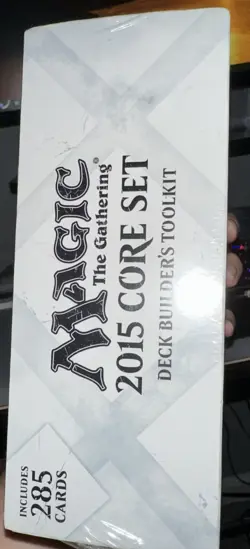 MAGIC
The Gathering®
2015 CORE SET
DECK BUILDER'S TOOLKIT
INCLUDES
285
CARDS